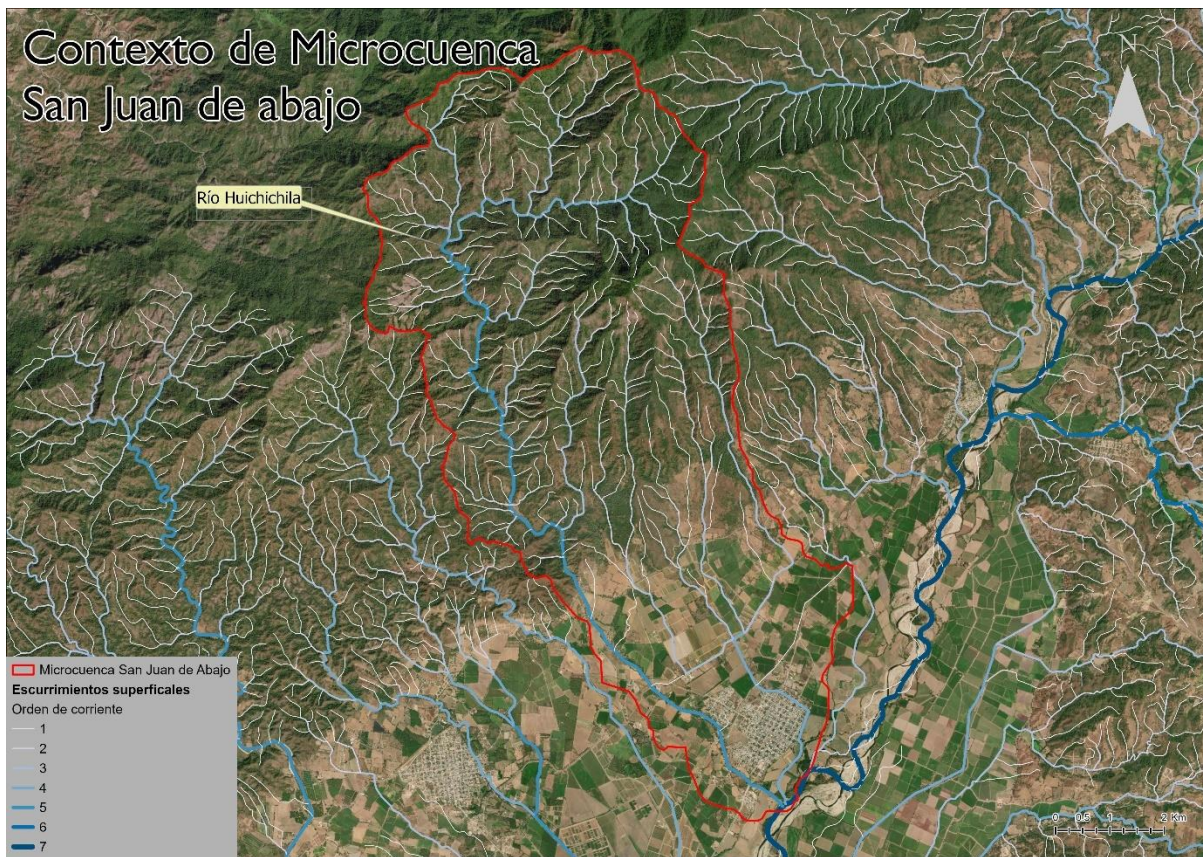 Contexto de Microcuenca
San Juan de abajo
N
Río Huichichila
Microcuenca San Juan de Abajo
Escurrimientos superficales
Orden de corriente
1
2
3
4
5
6
7
0 0.5 1 2 Km